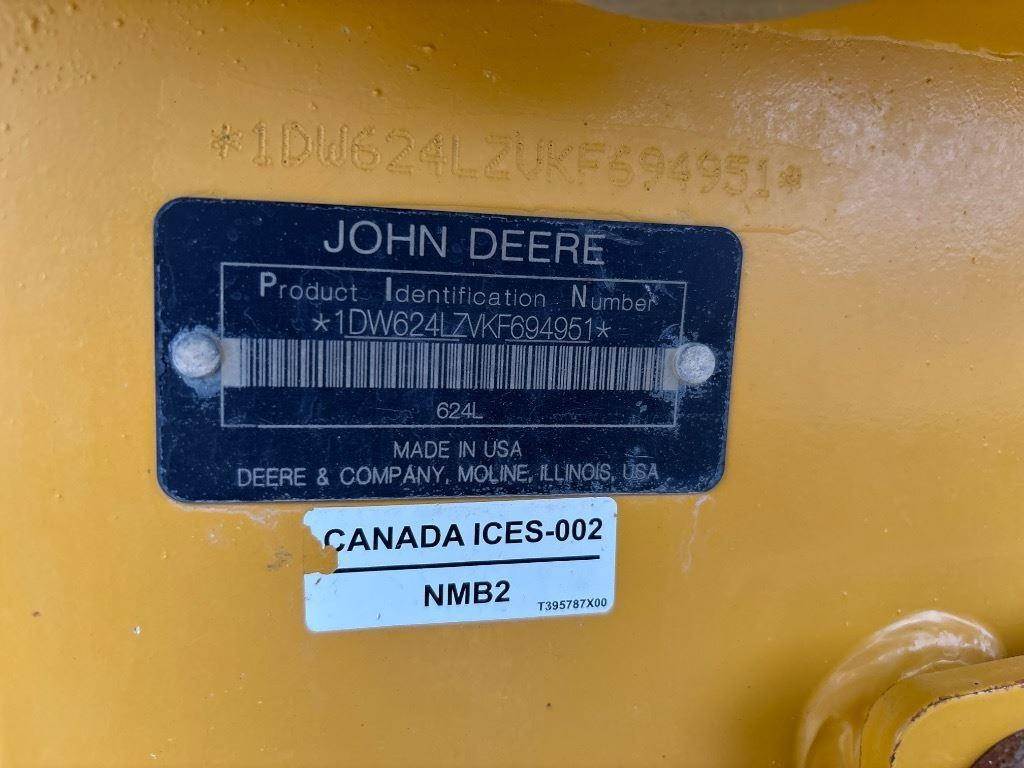 *1DW624LZVKF694951*
JOHN DEERE
Product Identification Number
*1DW624LZVKF694951*
624L
MADE IN USA
DEERE & COMPANY, MOLINE, ILLINOIS, USA
CANADA ICES-002
NMB2
T395787X00